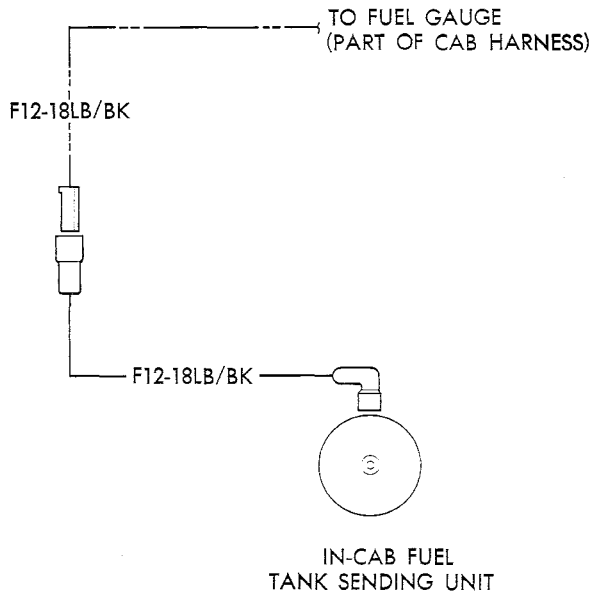 TO FUEL GAUGE
(PART OF CAB HARNESS)
F12-18LB/BK
F12-18LB/BK
IN-CAB FUEL
TANK SENDING UNIT